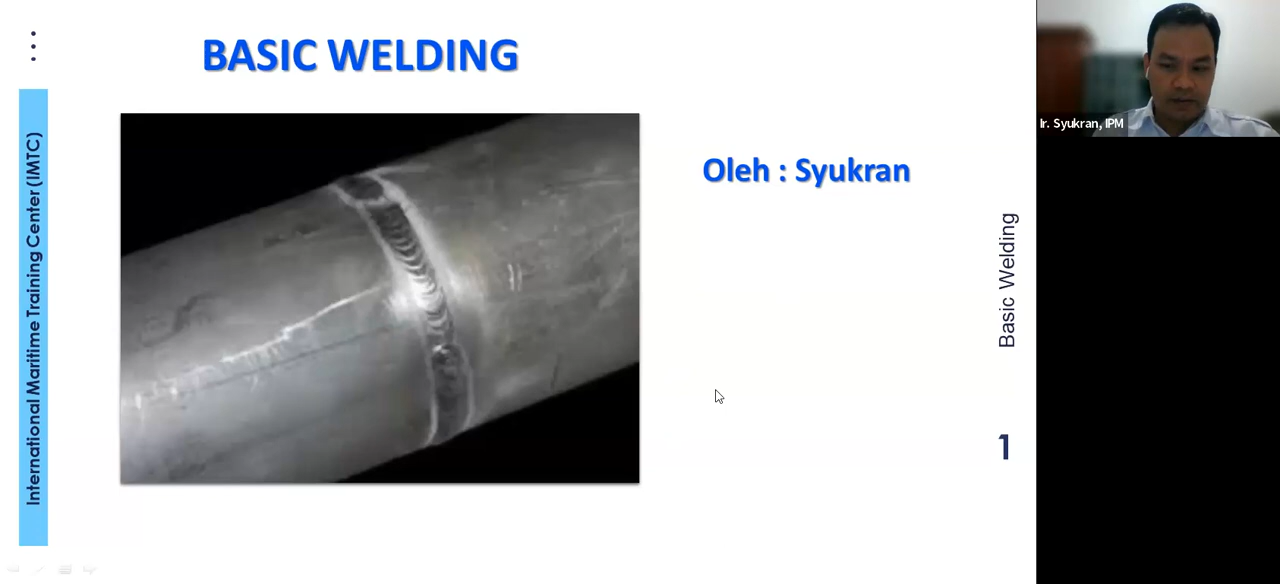 BASIC WELDING
International Maritime Training Center (IMTC)
Oleh : Syukran
Basic Welding
1
Ir. Syukran, IPM